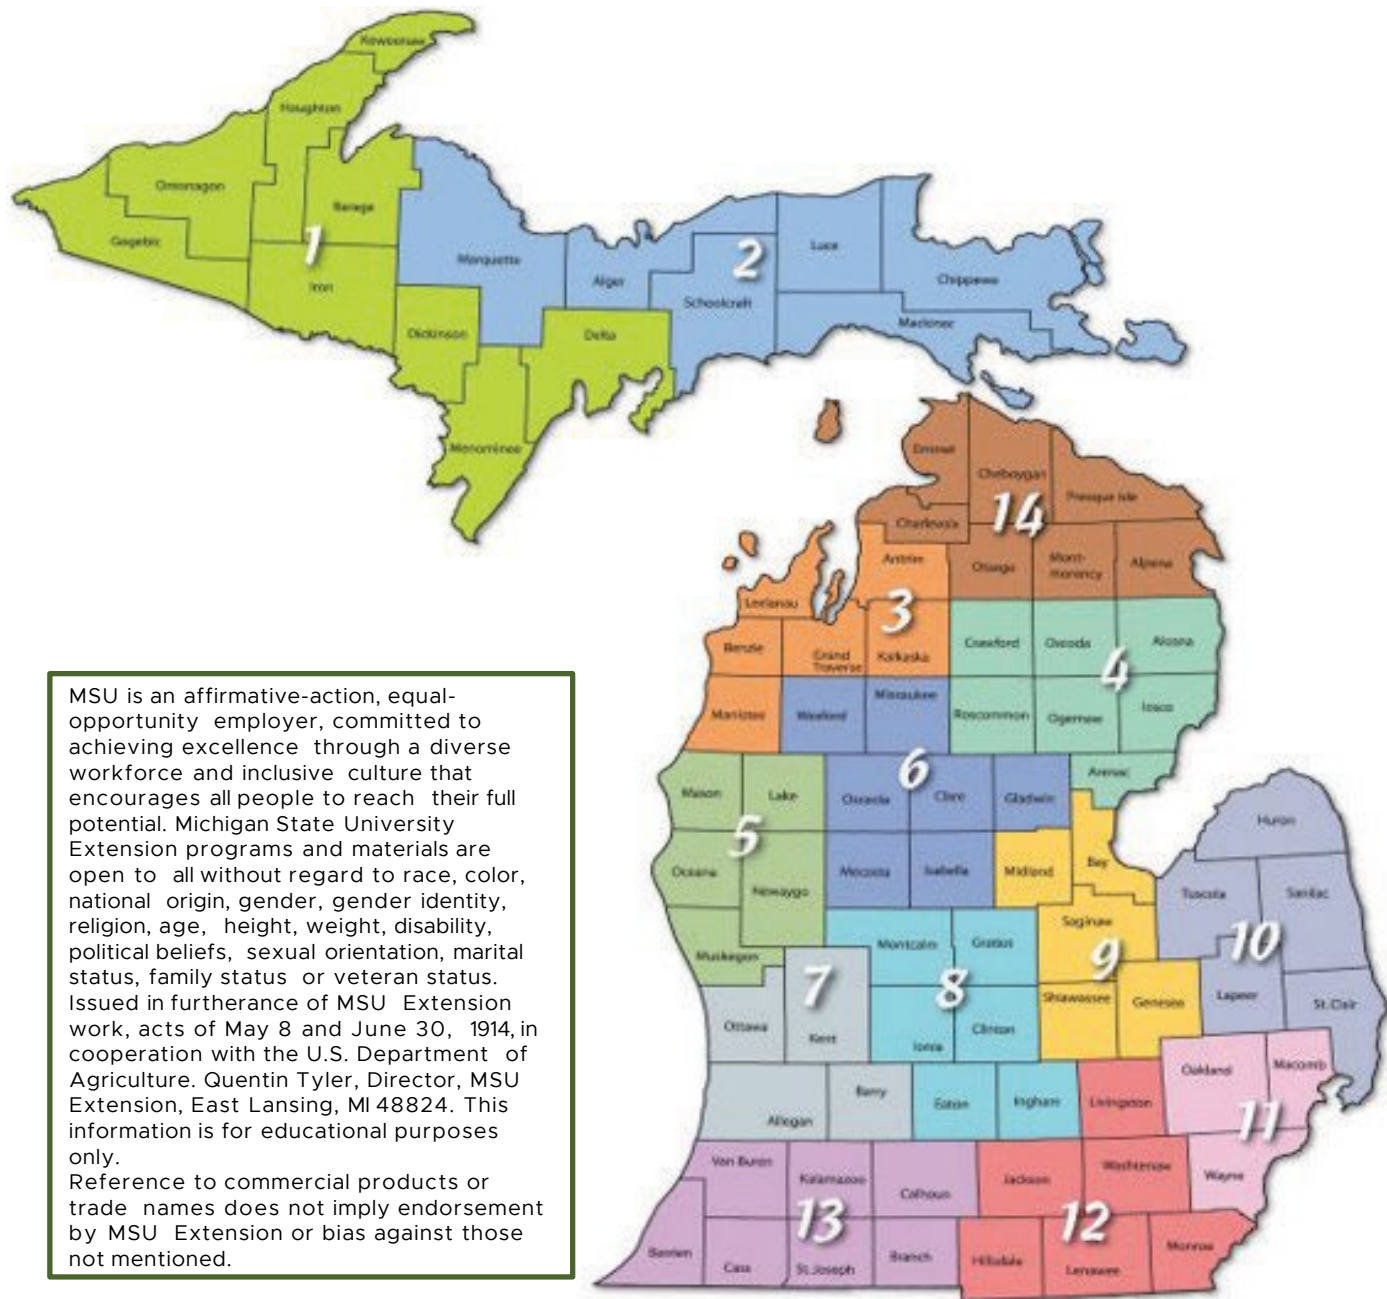 Keweenaw
Houghton
Ontonagon
Baraga
Gogebic
1
Iron
Marquette
Alger
2
Luce
Schoolcraft
Chippewa
Mackinac
Dickinson
Delta
Menominee
Emmet
Cheboygan
Presque Isle
14
Charlevoix
Antrim
Otsego
Mont-
morency
Alpena
Leelanau
3
Benzie
Grand
Traverse
Kalkaska
Crawford
Oscoda
Alcona
4
Manistee
Wexford
Missaukee
Roscommon
Ogemaw
Iosco
6
Arenac
Mason
Lake
Osceola
Clare
Gladwin
5
Huron
Oceana
Newaygo
Mecosta
Isabella
Midland
Bay
Tuscola
Sanilac
Muskegon
Montcalm
Gratiot
Saginaw
10
7
8
9
Ottawa
Kent
Ionia
Clinton
Shiawassee
Genesee
Lapeer
St. Clair
Allegan
Barry
Eaton
Ingham
Livingston
Oakland
Macomb
11
Van Buren
Kalamazoo
Calhoun
Jackson
Washtenaw
Wayne
13
12
Berrien
Cass
St. Joseph
Branch
Hillsdale
Lenawee
Monroe
MSU is an affirmative-action, equal-
opportunity employer, committed to
achieving excellence through a diverse
workforce and inclusive culture that
encourages all people to reach their full
potential. Michigan State University
Extension programs and materials are
open to all without regard to race, color,
national origin, gender, gender identity,
religion, age, height, weight, disability,
political beliefs, sexual orientation, marital
status, family status or veteran status.
Issued in furtherance of MSU Extension
work, acts of May 8 and June 30, 1914, in
cooperation with the U.S. Department of
Agriculture. Quentin Tyler, Director, MSU
Extension, East Lansing, MI 48824. This
information is for educational purposes
only.
Reference to commercial products or
trade names does not imply endorsement
by MSU Extension or bias against those
not mentioned.